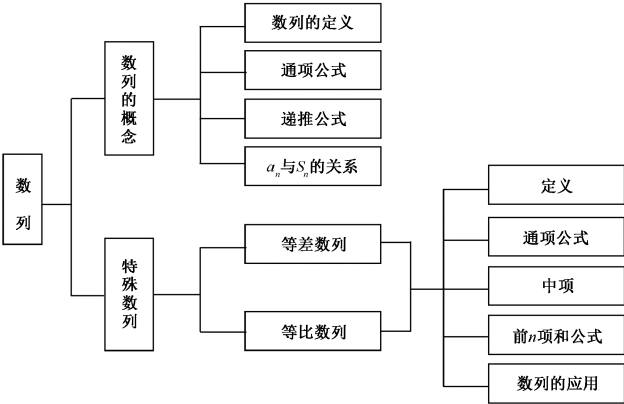 数列
数列的概念
数列的定义
通项公式
递推公式
aₙ与Sₙ的关系
特殊数列
等差数列
等比数列
定义
通项公式
中项
前n项和公式
数列的应用